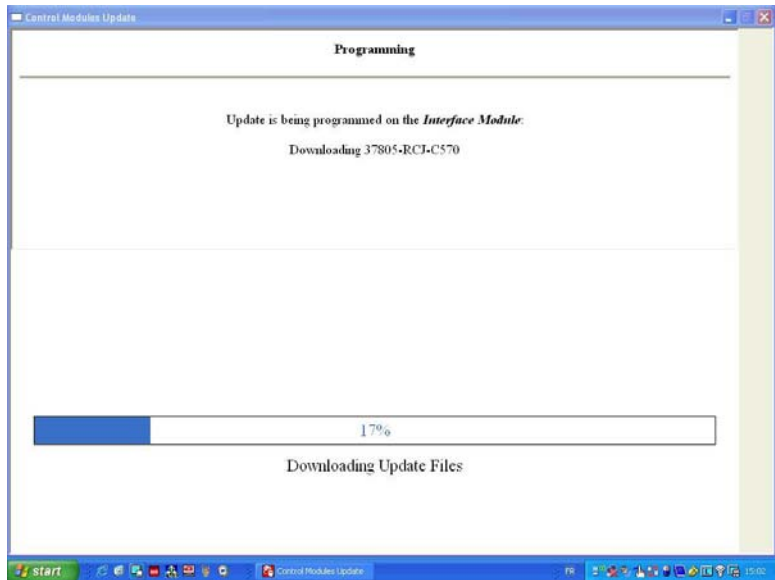 Control Modules Update
Programming
Update is being programmed on the Interface Module:
Downloading 37805-RCJ-C570
17%
Downloading Update Files
start
Control Modules Update
FR
15:02